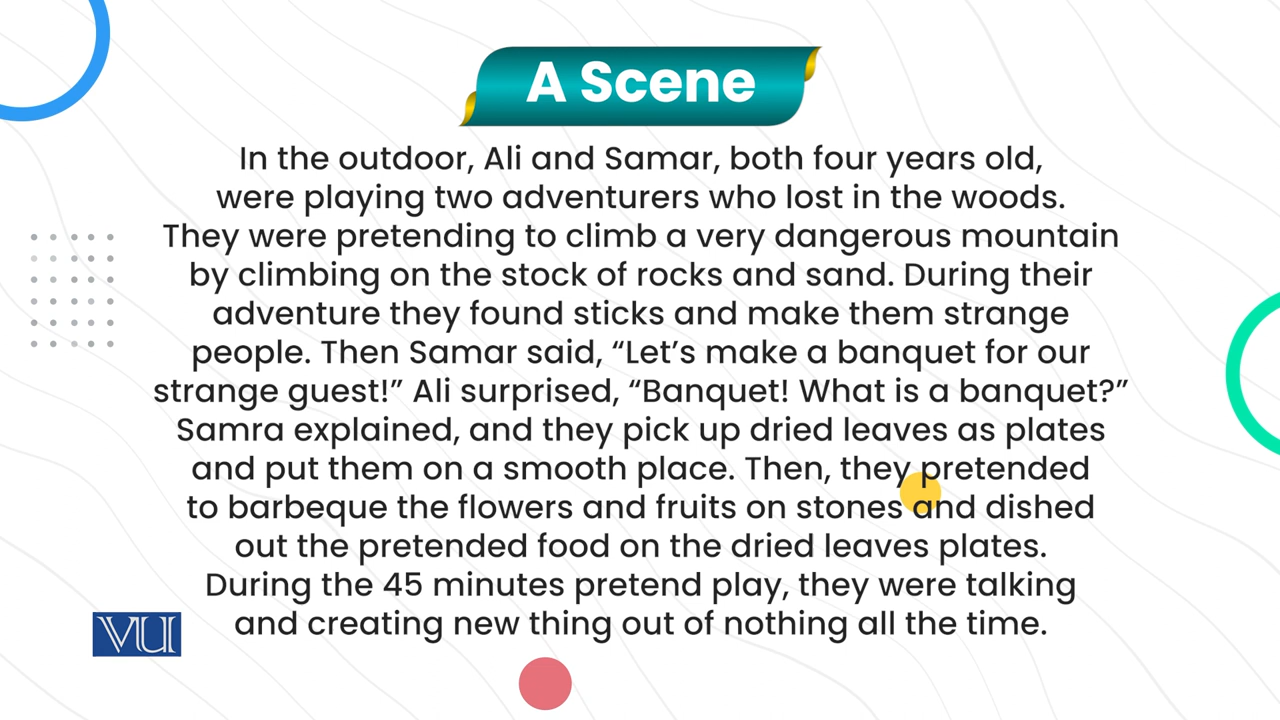 A Scene
In the outdoor, Ali and Samar, both four years old,
were playing two adventurers who lost in the woods.
They were pretending to climb a very dangerous mountain
by climbing on the stock of rocks and sand. During their
adventure they found sticks and make them strange
people. Then Samar said, “Let’s make a banquet for our
strange guest!” Ali surprised, “Banquet! What is a banquet?”
Samra explained, and they pick up dried leaves as plates
and put them on a smooth place. Then, they pretended
to barbeque the flowers and fruits on stones and dished
out the pretended food on the dried leaves plates.
During the 45 minutes pretend play, they were talking
and creating new thing out of nothing all the time.
VU